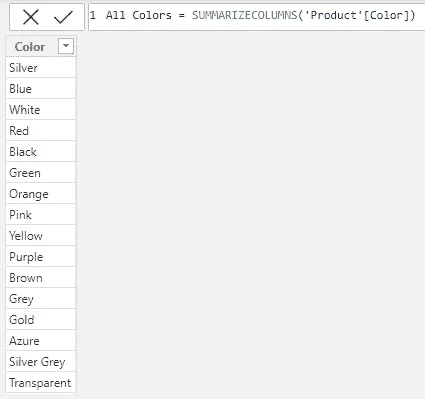 1 All Colors = SUMMARIZECOLUMNS('Product'[Color])
Color
Silver
Blue
White
Red
Black
Green
Orange
Pink
Yellow
Purple
Brown
Grey
Gold
Azure
Silver Grey
Transparent